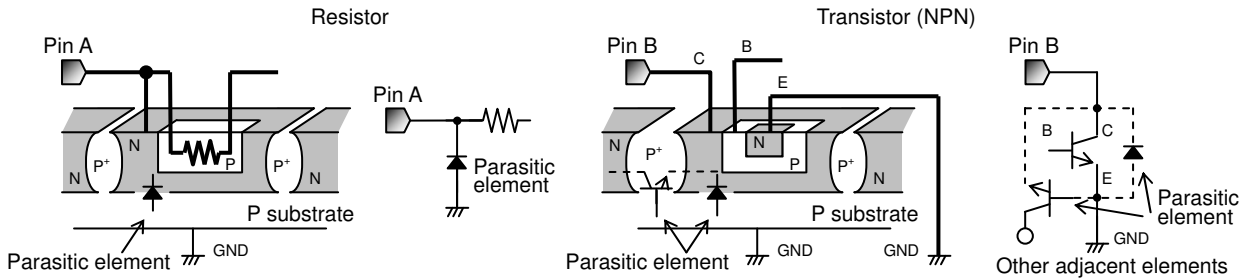 Resistor
Pin A
N
P
P+
P+
N
N
Parasitic element
P substrate
GND
Pin A
Parasitic
element
Transistor (NPN)
Pin B
C
B
E
N
P
P+
P+
N
N
Parasitic element
P substrate
GND
GND
Pin B
B
C
E
Parasitic
element
GND
Other adjacent elements